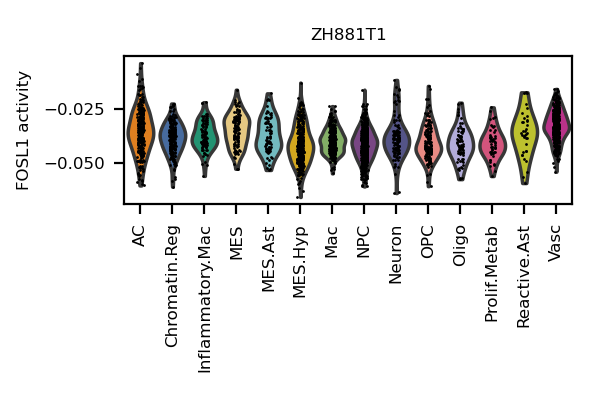 ZH881T1
FOSL1 activity
−0.025
−0.050
AC
Chromatin.Reg
Inflammatory.Mac
MES
MES.Ast
MES.Hyp
Mac
NPC
Neuron
OPC
Oligo
Prolif.Metab
Reactive.Ast
Vasc